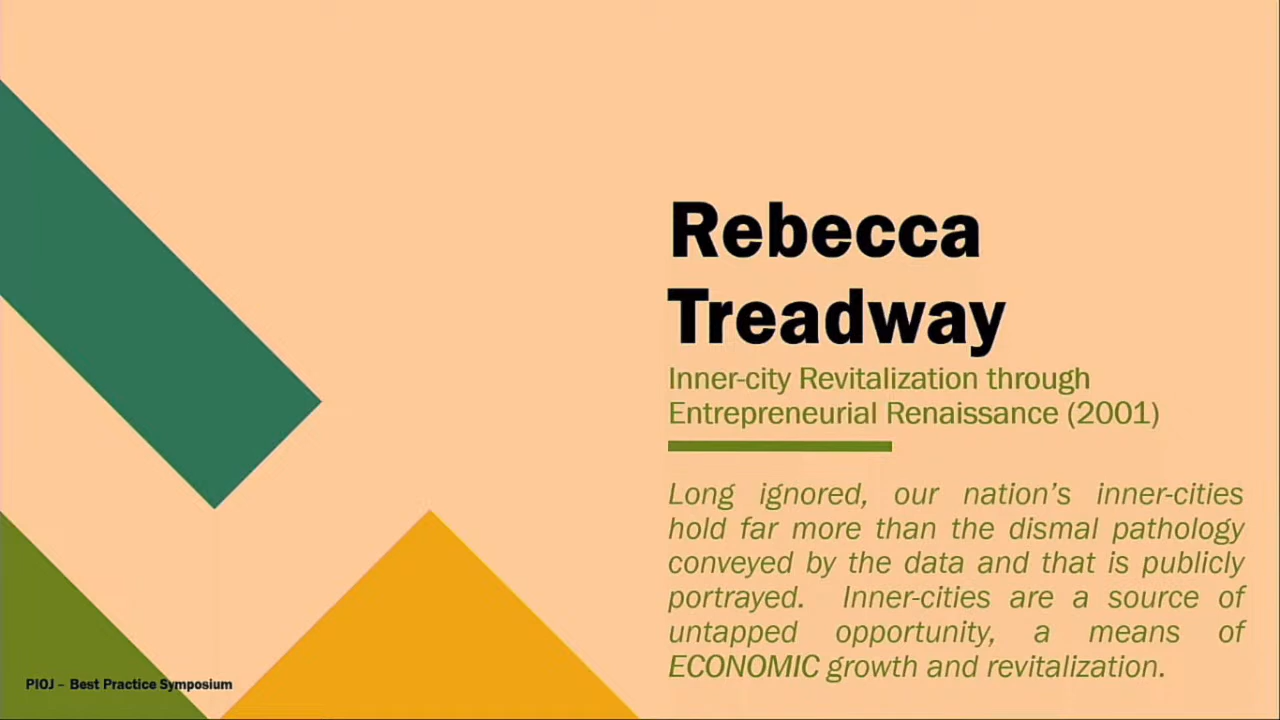 Rebecca
Treadway
Inner-city Revitalization through
Entrepreneurial Renaissance (2001)
Long ignored, our nation’s inner-cities
hold far more than the dismal pathology
conveyed by the data and that is publicly
portrayed. Inner-cities are a source of
untapped opportunity, a means of
ECONOMIC growth and revitalization.
PIOJ – Best Practice Symposium